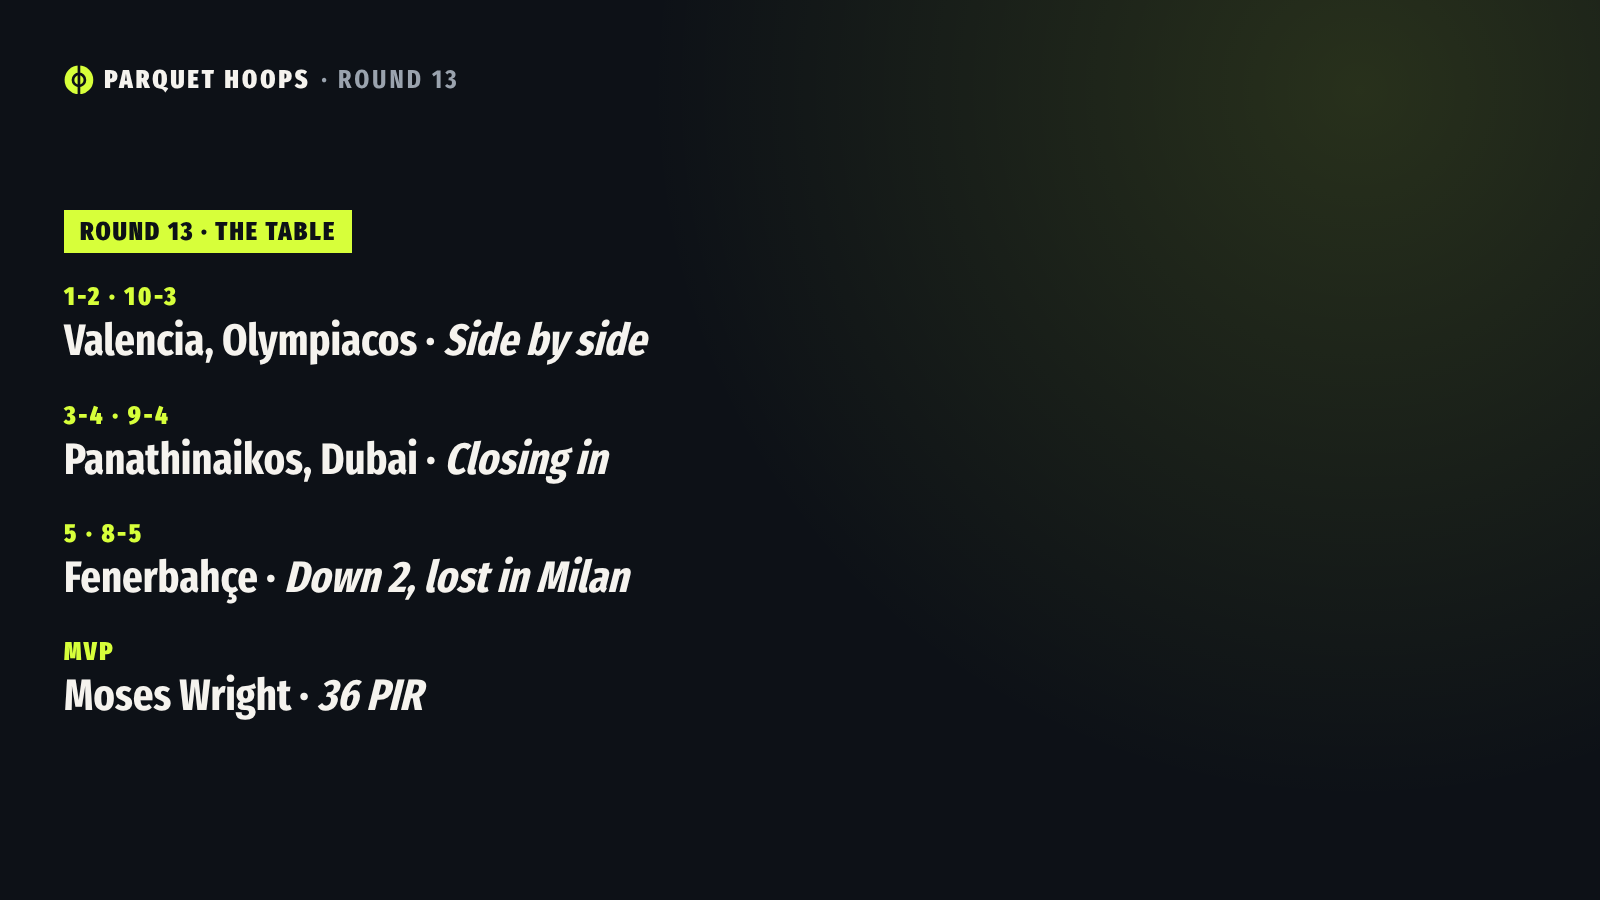 PARQUET HOOPS · ROUND 13
ROUND 13 · THE TABLE
1-2 · 10-3
Valencia, Olympiacos · Side by side
3-4 · 9-4
Panathinaikos, Dubai · Closing in
5 · 8-5
Fenerbahçe · Down 2, lost in Milan
MVP
Moses Wright · 36 PIR